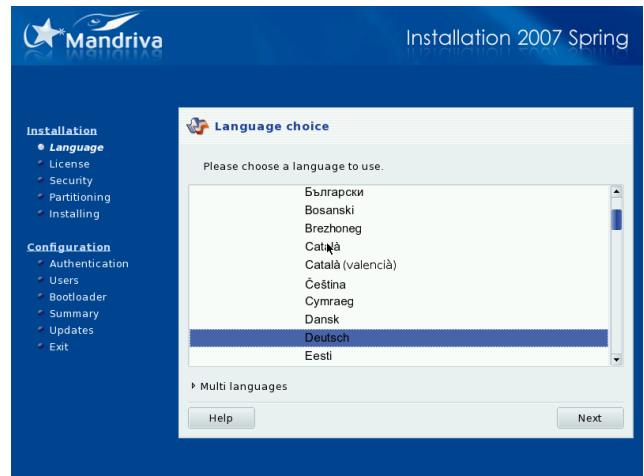 Mandriva
Installation 2007 Spring
Installation
Language
License
Security
Partitioning
Installing
Configuration
Authentication
Users
Bootloader
Summary
Updates
Exit
Language choice
Please choose a language to use.
Български
Bosanski
Brezhoneg
Català
Català (valencià)
Čeština
Cymraeg
Dansk
Deutsch
Eesti
Multi languages
Help
Next